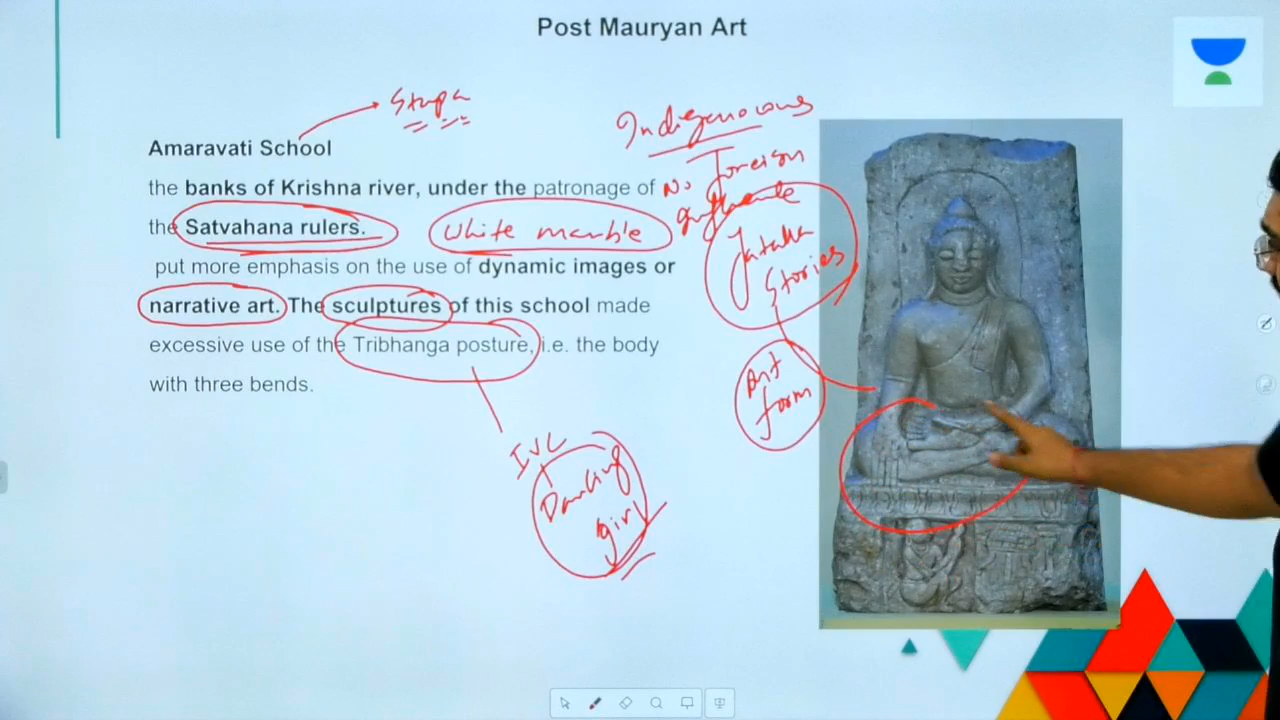 Post Mauryan Art
Stupa
Amaravati School
the banks of Krishna river, under the patronage of
the Satvahana rulers.
White marble
put more emphasis on the use of dynamic images or
narrative art. The sculptures of this school made
excessive use of the Tribhanga posture, i.e. the body
with three bends.
Indigenous
No Foreign
Influence
Jataka
Stories
Art
form
IVC
Dancing
girl